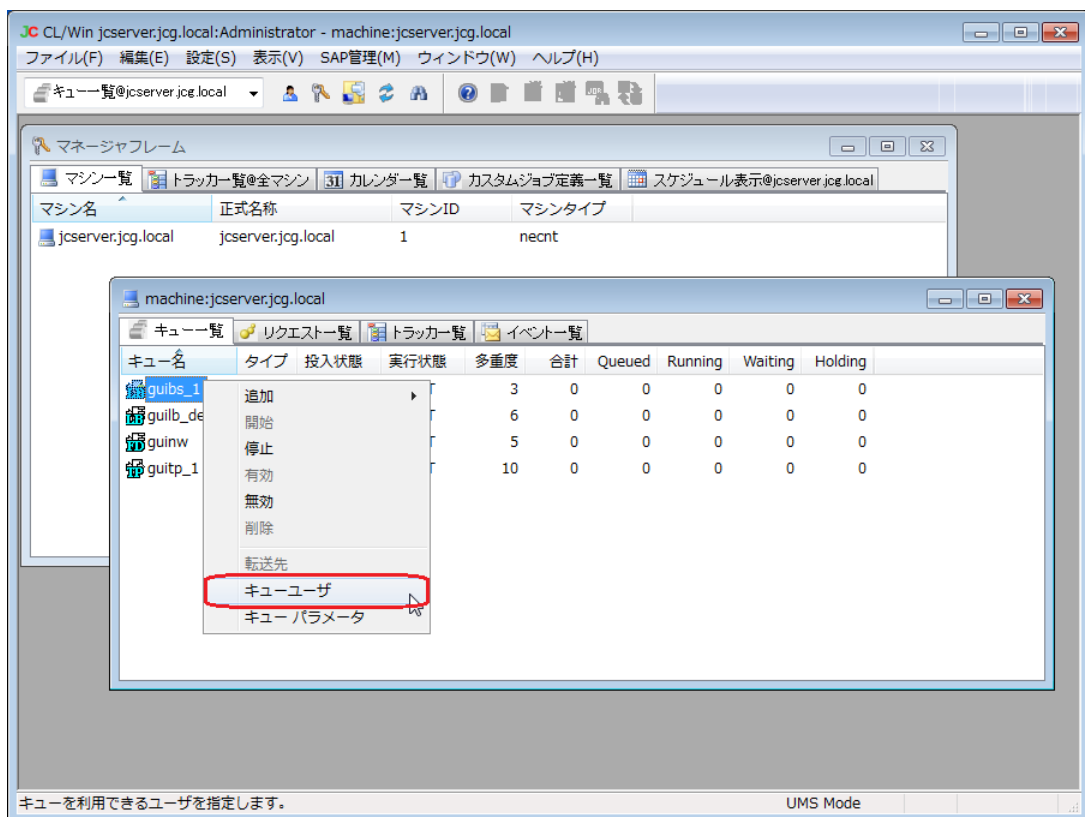 JC CL/Win jcserver.jcg.local:Administrator - machine:jcserver.jcg.local
ファイル(F) 編集(E) 設定(S) 表示(V) SAP管理(M) ウィンドウ(W) ヘルプ(H)
キュー一覧@jcserver.jcg.local
マネージャフレーム
マシン一覧 トラッカー一覧@全マシン 31 カレンダー一覧 カスタムジョブ定義一覧 スケジュール表示@jcserver.jcg.local
マシン名 正式名称 マシンID マシンタイプ
jcserver.jcg.local jcserver.jcg.local 1 necnt
machine:jcserver.jcg.local
キュー一覧 リクエスト一覧 トラッカー一覧 イベント一覧
キュー名 タイプ 投入状態 実行状態 多重度 合計 Queued Running Waiting Holding
guibs_1 3 0 0 0 0 0
guilb_de 6 0 0 0 0 0
guinw 5 0 0 0 0 0
guitp_1 10 0 0 0 0 0
追加
開始
停止
有効
無効
削除
転送先
キューユーザ
キュー パラメータ
キューを利用できるユーザを指定します。 UMS Mode